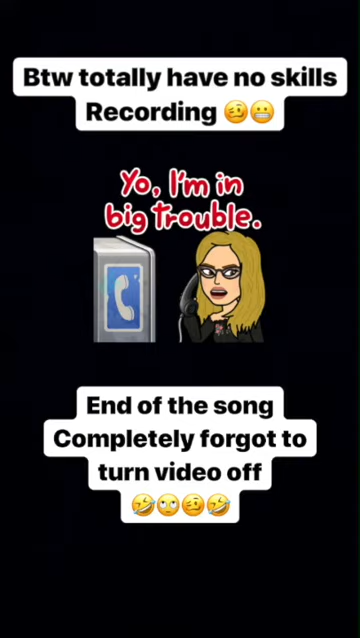 Btw totally have no skills
Recording 🥴😬
Yo, I'm in
big trouble.
End of the song
Completely forgot to
turn video off
🤣🙄🥴🤣